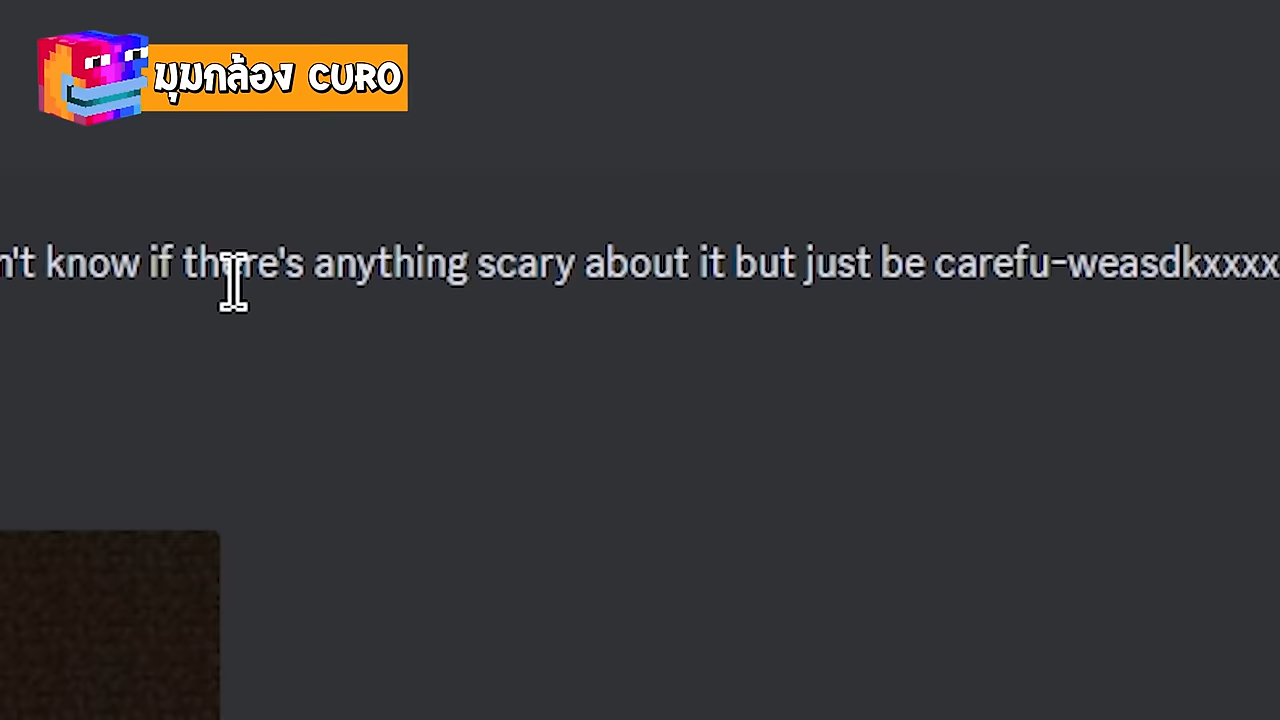 มุมกล้อง CURO
n't know if there's anything scary about it but just be carefu-weasdkxxxx